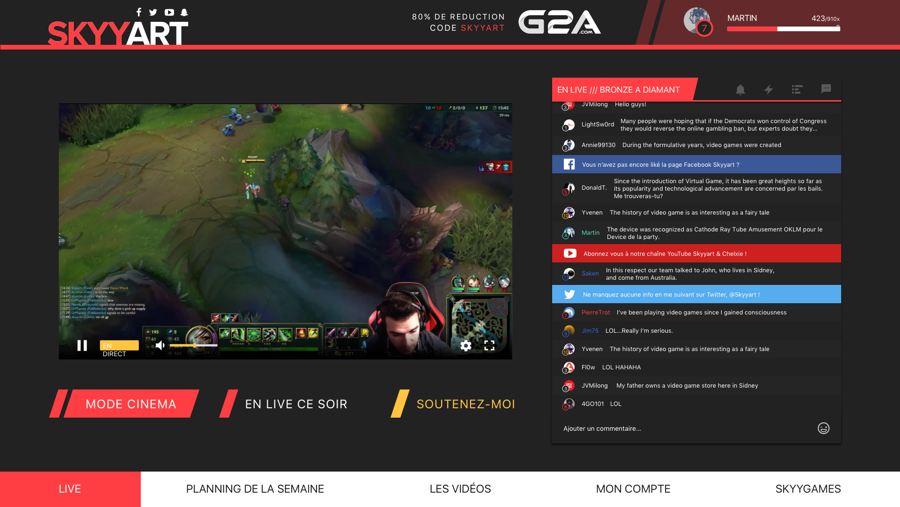 SKYYART
80% DE REDUCTION
CODE SKYYART
G2A
.COM
MARTIN
423/910x
7
EN LIVE /// BRONZE A DIAMANT
JVMilong Hello guys!
LightSw0rd Many people were hoping that if the Democrats won control of Congress
they would reverse the online gambling ban, but experts doubt they...
Annie99130 During the formulative years, video games were created
Vous n'avez pas encore liké la page Facebook Skyyart ?
DonaldT. Since the introduction of Virtual Game, it has been great heights so far as
its popularity and technological advancement are concerned par les bails.
Me trouveras-tu?
Yvenen The history of video game is as interesting as a fairy tale
Martin The device was recognized as Cathode Ray Tube Amusement OKLM pour le
Device de la party.
Abonnez vous à notre chaîne YouTube Skyyart & Chelxie !
Saken In this respect our team talked to John, who lives in Sidney,
and come from Australia.
Ne manquez aucune info en me suivant sur Twitter, @Skyyart !
PierreTrot I've been playing video games since I gained consciousness
Jim75 LOL...Really I'm serious.
Yvenen The history of video game is as interesting as a fairy tale
Fl0w LOL HAHAHA
JVMilong My father owns a video game store here in Sidney
4GO101 LOL
Ajouter un commentaire...
EN
DIRECT
MODE CINEMA
EN LIVE CE SOIR
SOUTENEZ-MOI
LIVE
PLANNING DE LA SEMAINE
LES VIDÉOS
MON COMPTE
SKYYGAMES